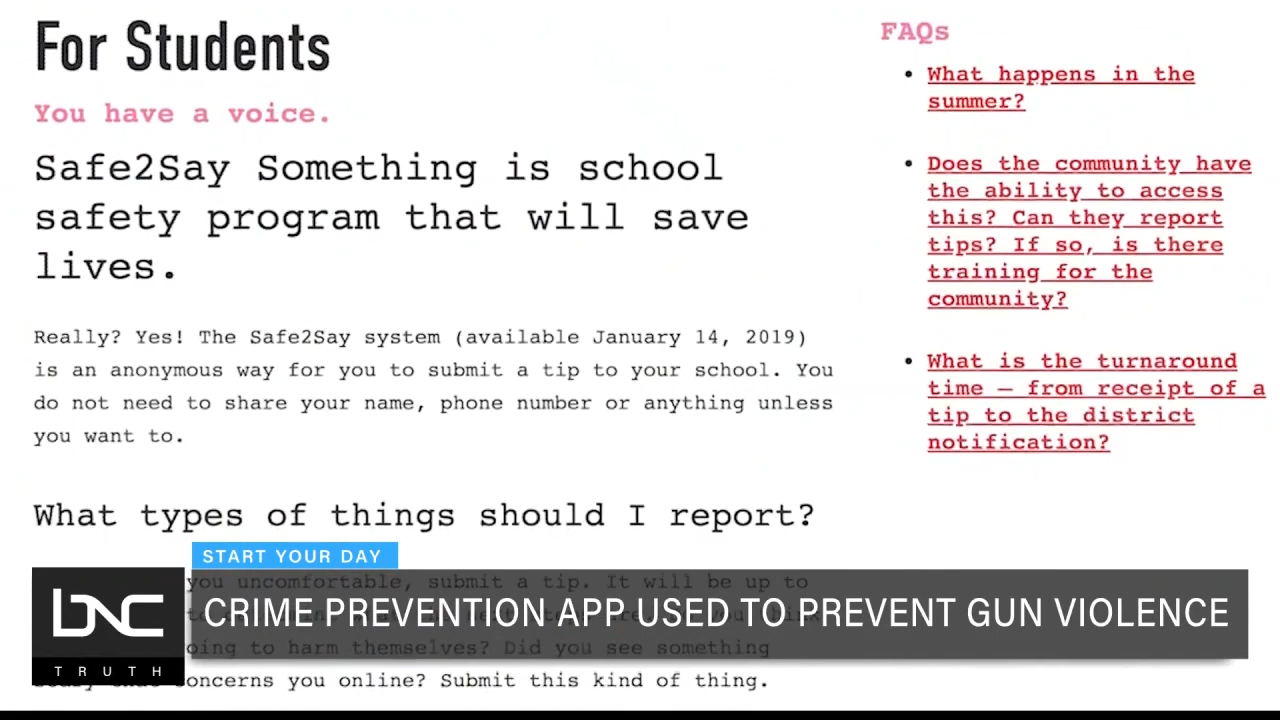 For Students
You have a voice.
Safe2Say Something is school
safety program that will save
lives.
Really? Yes! The Safe2Say system (available January 14, 2019)
is an anonymous way for you to submit a tip to your school. You
do not need to share your name, phone number or anything unless
you want to.
What types of things should I report?
you uncomfortable, submit a tip. It will be up to
going to harm themselves? Did you see something
concerns you online? Submit this kind of thing.
FAQs
What happens in the
summer?
Does the community have
the ability to access
this? Can they report
tips? If so, is there
training for the
community?
What is the turnaround
time — from receipt of a
tip to the district
notification?
START YOUR DAY
CRIME PREVENTION APP USED TO PREVENT GUN VIOLENCE
BNC
TRUTH